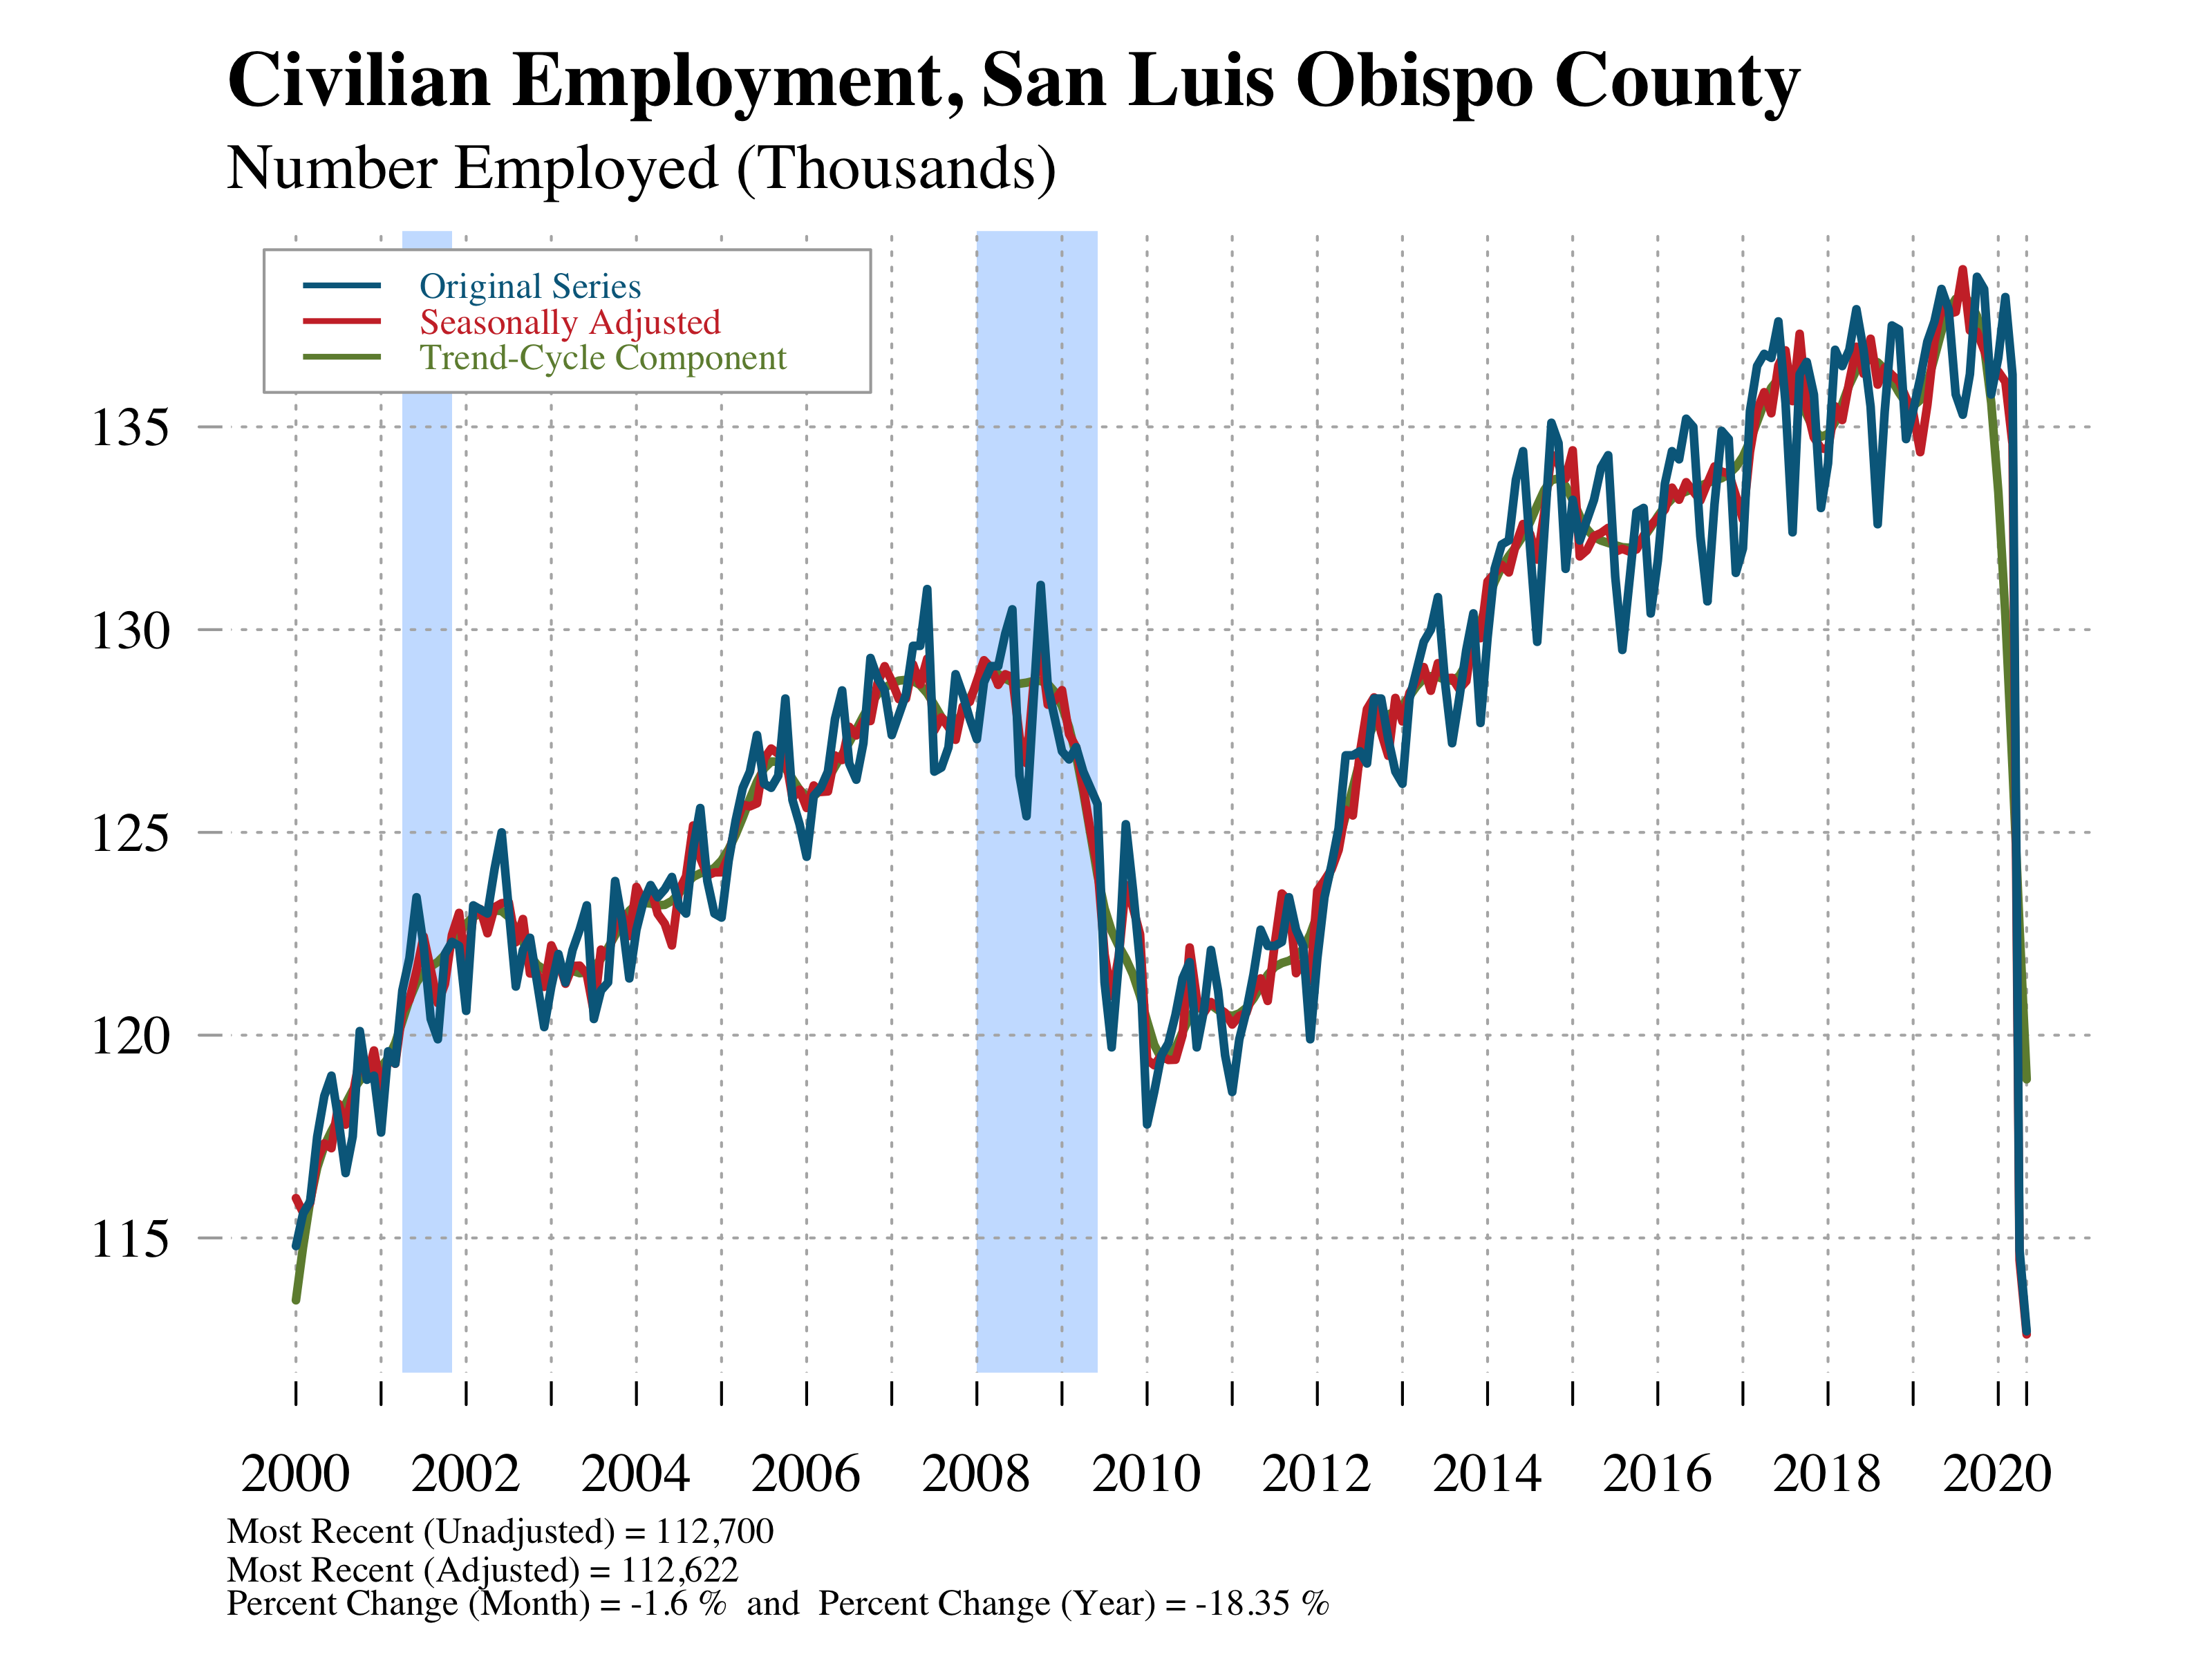 Civilian Employment, San Luis Obispo County
Number Employed (Thousands)
Original Series
Seasonally Adjusted
Trend-Cycle Component
135
130
125
120
115
2000 2002 2004 2006 2008 2010 2012 2014 2016 2018 2020
Most Recent (Unadjusted) = 112,700
Most Recent (Adjusted) = 112,622
Percent Change (Month) = -1.6 % and Percent Change (Year) = -18.35 %